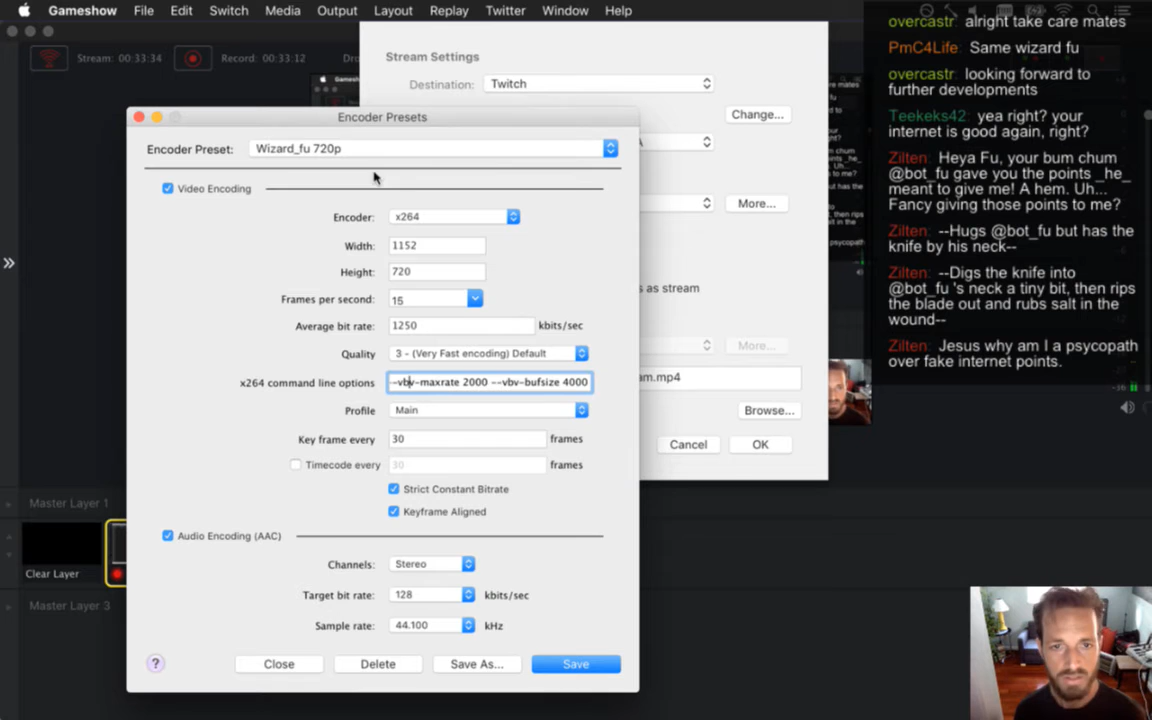 Gameshow File Edit Switch Media Output Layout Replay Twitter Window Help
Stream: 00:33:34 Record: 00:33:12
Stream Settings
Destination: Twitch
Change...
More...
s as stream
More...
am.mp4
Browse...
Cancel OK
Encoder Presets
Encoder Preset: Wizard_fu 720p
Video Encoding
Encoder: x264
Width: 1152
Height: 720
Frames per second: 15
Average bit rate: 1250 kbits/sec
Quality 3 - (Very Fast encoding) Default
x264 command line options -vbv-maxrate 2000 --vbv-bufsize 4000
Profile Main
Key frame every 30 frames
Timecode every 30 frames
Strict Constant Bitrate
Keyframe Aligned
Audio Encoding (AAC)
Channels: Stereo
Target bit rate: 128 kbits/sec
Sample rate: 44.100 kHz
? Close Delete Save As... Save
Master Layer 1
Clear Layer
Master Layer 3
overcastr: alright take care mates
PmC4Life: Same wizard fu
overcastr: looking forward to
further developments
Teekeks42: yea right? your
internet is good again, right?
Zilten: Heya Fu, your bum chum
@bot_fu gave you the points _he_
meant to give me! A hem. Uh...
Fancy giving those points to me?
Zilten: --Hugs @bot_fu but has the
knife by his neck--
Zilten: --Digs the knife into
@bot_fu 's neck a tiny bit, then rips
the blade out and rubs salt in the
wound--
Zilten: Jesus why am I a psycopath
over fake internet points.